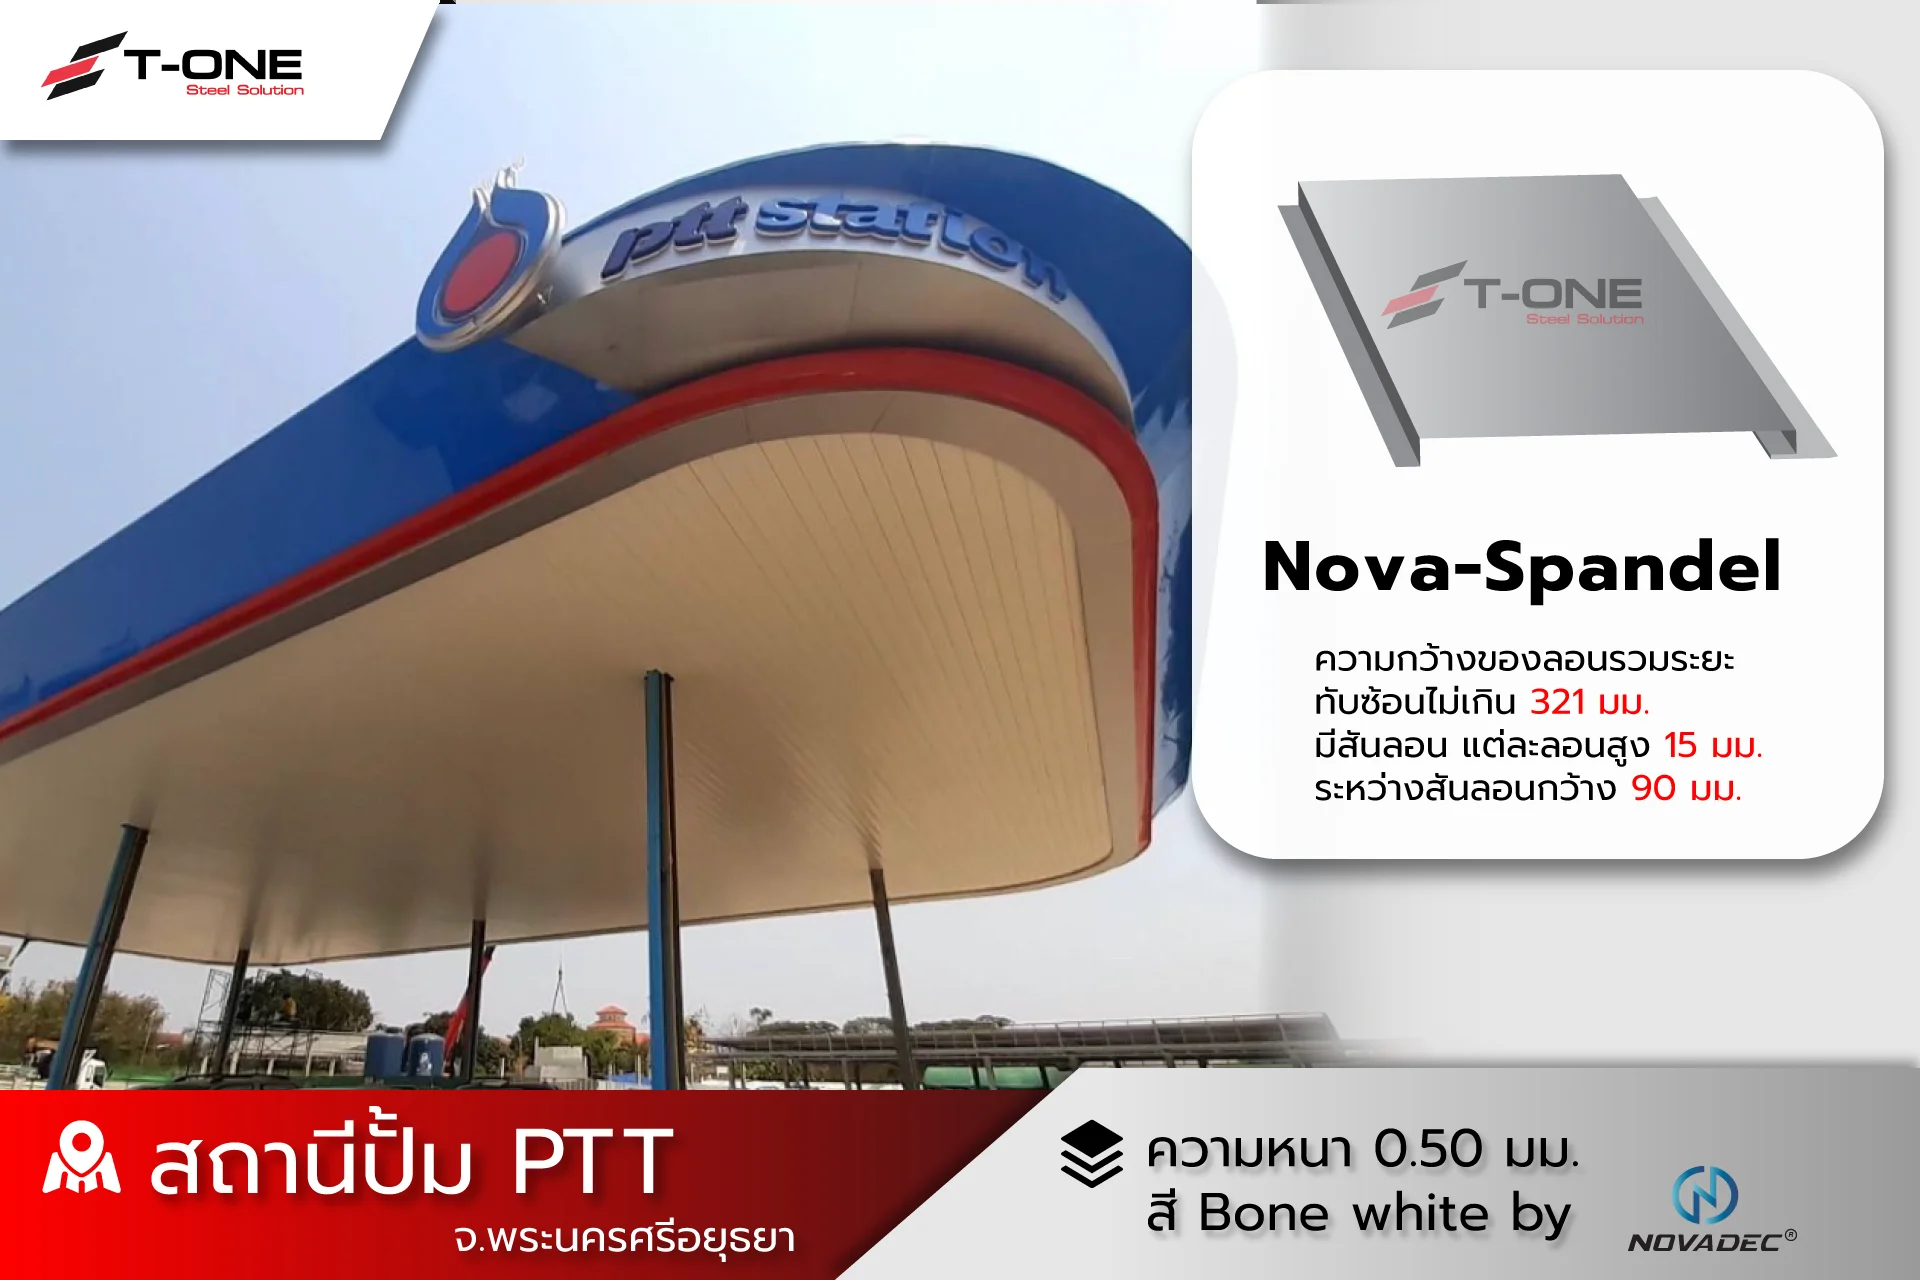 T-ONE
Steel Solution
ptt station
T-ONE
Steel Solution
Nova-Spandel
ความกว้างของลอนรวมระยะ
ทับซ้อนไม่เกิน 321 มม.
มีสันลอน แต่ละลอนสูง 15 มม.
ระหว่างสันลอนกว้าง 90 มม.
สถานีปั้ม PTT
จ.พระนครศรีอยุธยา
ความหนา 0.50 มม.
สี Bone white by
NOVADEC®